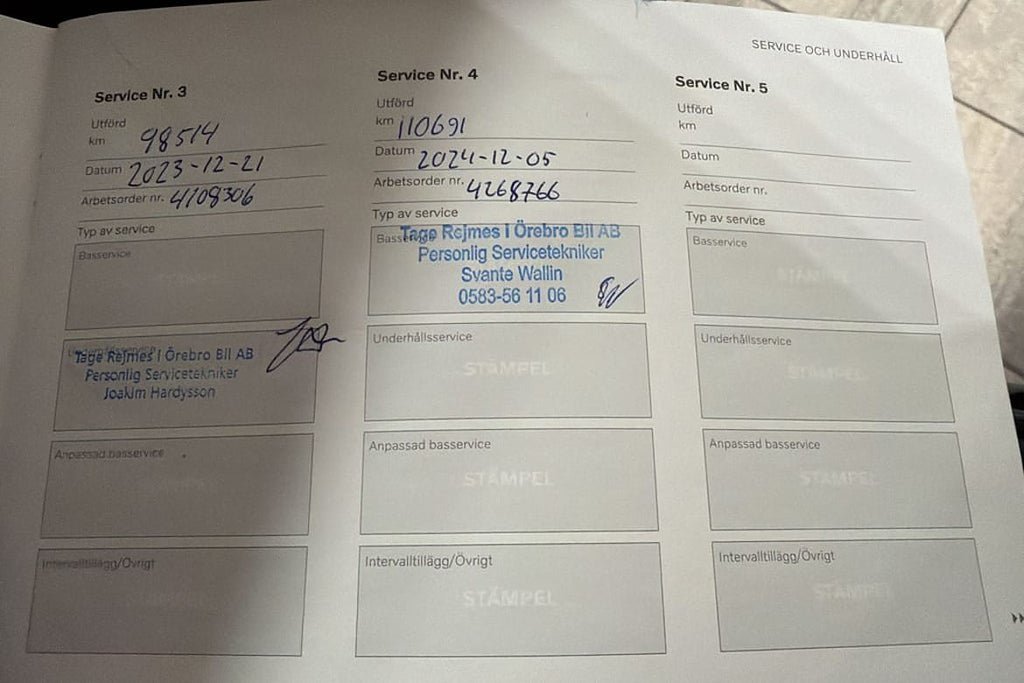 SERVICE OCH UNDERHÅLL
Service Nr. 3
Utförd
km 98514
Datum 2023-12-21
Arbetsorder nr. 4708306
Typ av service
Basservice
Underhållsservice
Tage Rejmes i Örebro Bil AB
Personlig Servicetekniker
Joakim Hardysson
Anpassad basservice
Intervalltillägg/Övrigt
Service Nr. 4
Utförd
km 110691
Datum 2024-12-05
Arbetsorder nr. 4268766
Typ av service
Basservice
Tage Rejmes i Örebro Bil AB
Personlig Servicetekniker
Svante Wallin
0583-56 11 06
Underhållsservice
STÄMPEL
Anpassad basservice
STÄMPEL
Intervalltillägg/Övrigt
STÄMPEL
Service Nr. 5
Utförd
km
Datum
Arbetsorder nr.
Typ av service
Basservice
STÄMPEL
Underhållsservice
STÄMPEL
Anpassad basservice
STÄMPEL
Intervalltillägg/Övrigt
STÄMPEL